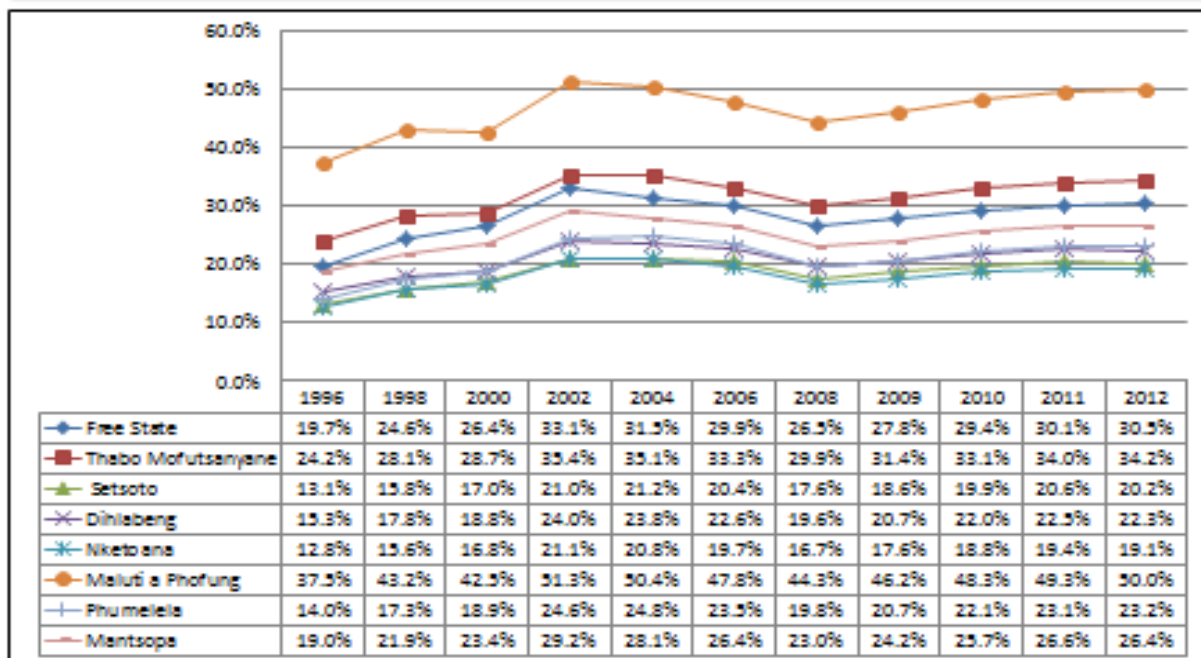 60.0%
50.0%
40.0%
30.0%
20.0%
10.0%
0.0%
1996 1998 2000 2002 2004 2006 2008 2009 2010 2011 2012
Free State 19.7% 24.6% 26.4% 33.1% 31.5% 29.9% 26.5% 27.8% 29.4% 30.1% 30.5%
Thabo Mofutsanyane 24.2% 28.1% 28.7% 35.4% 35.1% 33.3% 29.9% 31.4% 33.1% 34.0% 34.2%
Setsoto 13.1% 15.8% 17.0% 21.0% 21.2% 20.4% 17.6% 18.6% 19.9% 20.6% 20.2%
Dihlabeng 15.3% 17.8% 18.8% 24.0% 23.8% 22.6% 19.6% 20.7% 22.0% 22.5% 22.3%
Nketoana 12.8% 15.6% 16.8% 21.1% 20.8% 19.7% 16.7% 17.6% 18.8% 19.4% 19.1%
Maluti a Phofung 37.5% 43.2% 42.5% 51.3% 50.4% 47.8% 44.3% 46.2% 48.3% 49.3% 50.0%
Phumelela 14.0% 17.3% 18.9% 24.6% 24.8% 23.5% 19.8% 20.7% 22.1% 23.1% 23.2%
Mantsopa 19.0% 21.9% 23.4% 29.2% 28.1% 26.4% 23.0% 24.2% 25.7% 26.6% 26.4%